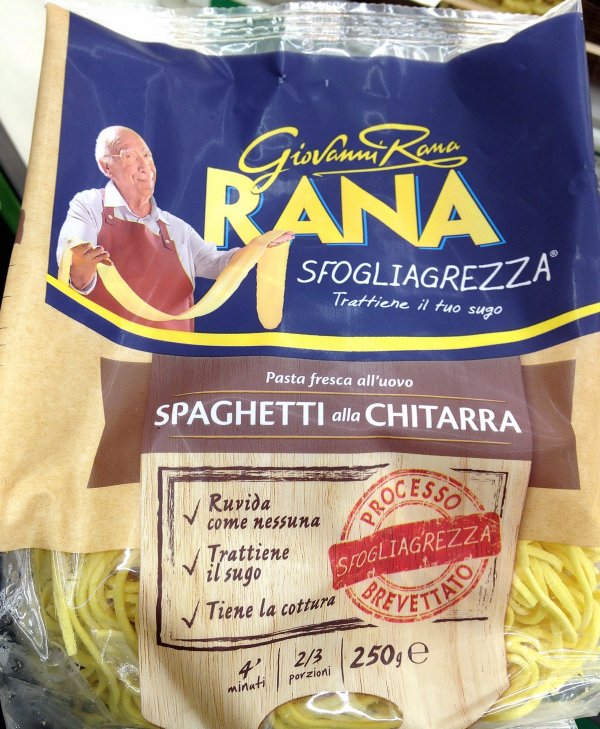 Giovanni Rana
RANA
SFOGLIAGREZZA®
Trattiene il tuo sugo
Pasta fresca all'uovo
SPAGHETTI alla CHITARRA
✓ Ruvida
come nessuna
✓ Trattiene
il sugo
✓ Tiene la cottura
PROCESSO
SFOGLIAGREZZA
BREVETTATO
4'
minuti
2/3
porzioni
250g ℮